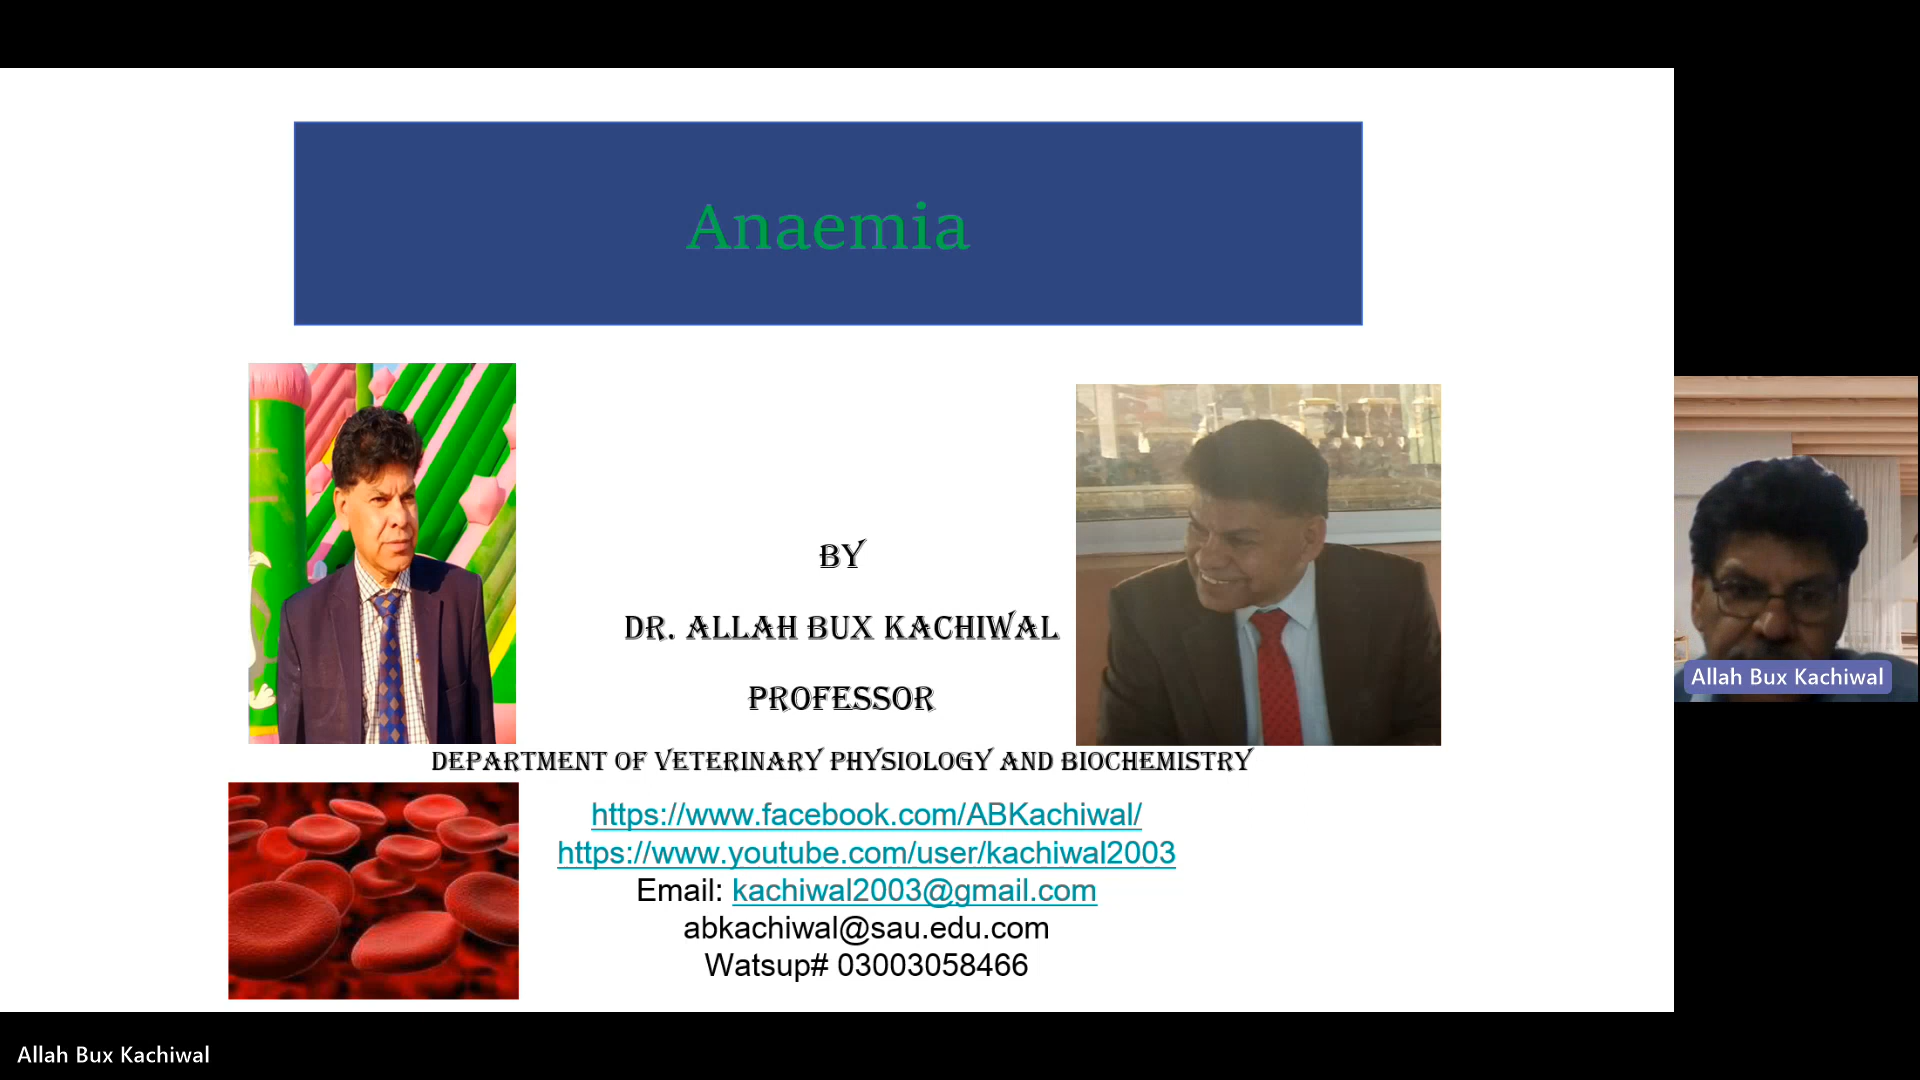 Anaemia
BY
DR. ALLAH BUX KACHIWAL
PROFESSOR
DEPARTMENT OF VETERINARY PHYSIOLOGY AND BIOCHEMISTRY
https://www.facebook.com/ABKachiwal/
https://www.youtube.com/user/kachiwal2003
Email: kachiwal2003@gmail.com
abkachiwal@sau.edu.com
Watsup# 03003058466
Allah Bux Kachiwal
Allah Bux Kachiwal